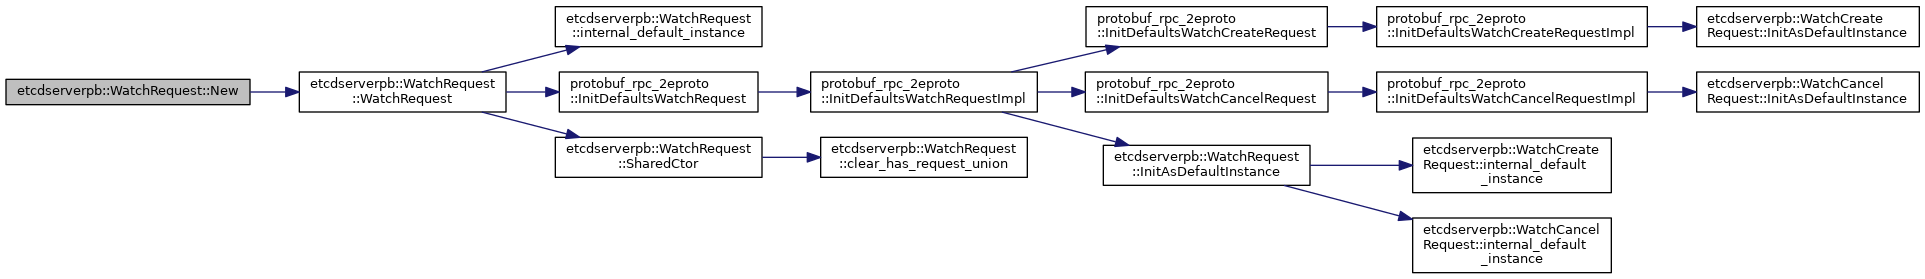 etcdserverpb::WatchRequest::New
etcdserverpb::WatchRequest
::WatchRequest
etcdserverpb::WatchRequest
::internal_default_instance
protobuf_rpc_2eproto
::InitDefaultsWatchRequest
etcdserverpb::WatchRequest
::SharedCtor
protobuf_rpc_2eproto
::InitDefaultsWatchRequestImpl
etcdserverpb::WatchRequest
::clear_has_request_union
protobuf_rpc_2eproto
::InitDefaultsWatchCreateRequest
protobuf_rpc_2eproto
::InitDefaultsWatchCancelRequest
etcdserverpb::WatchRequest
::InitAsDefaultInstance
protobuf_rpc_2eproto
::InitDefaultsWatchCreateRequestImpl
protobuf_rpc_2eproto
::InitDefaultsWatchCancelRequestImpl
etcdserverpb::WatchCreate
Request::internal_default
_instance
etcdserverpb::WatchCancel
Request::internal_default
_instance
etcdserverpb::WatchCreate
Request::InitAsDefaultInstance
etcdserverpb::WatchCancel
Request::InitAsDefaultInstance